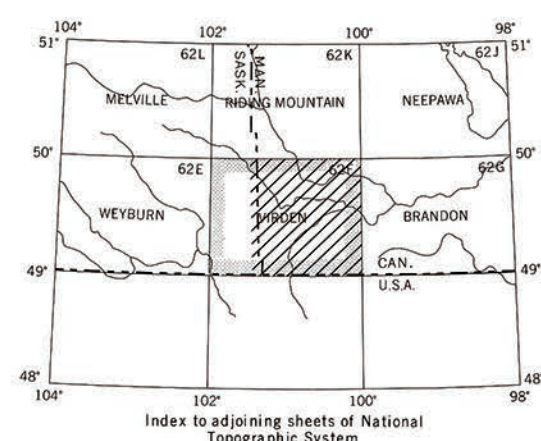 104° 102° 100° 98°
51° 62L 62K 62J 51°
SASK. MAN.
MELVILLE RIDING MOUNTAIN NEEPAWA
50° 62E 62F 62G 50°
WEYBURN VIRDEN BRANDON
49° CAN. 49°
U.S.A.
48° 48°
104° 102° 100° 98°
Index to adjoining sheets of National
Topographic System